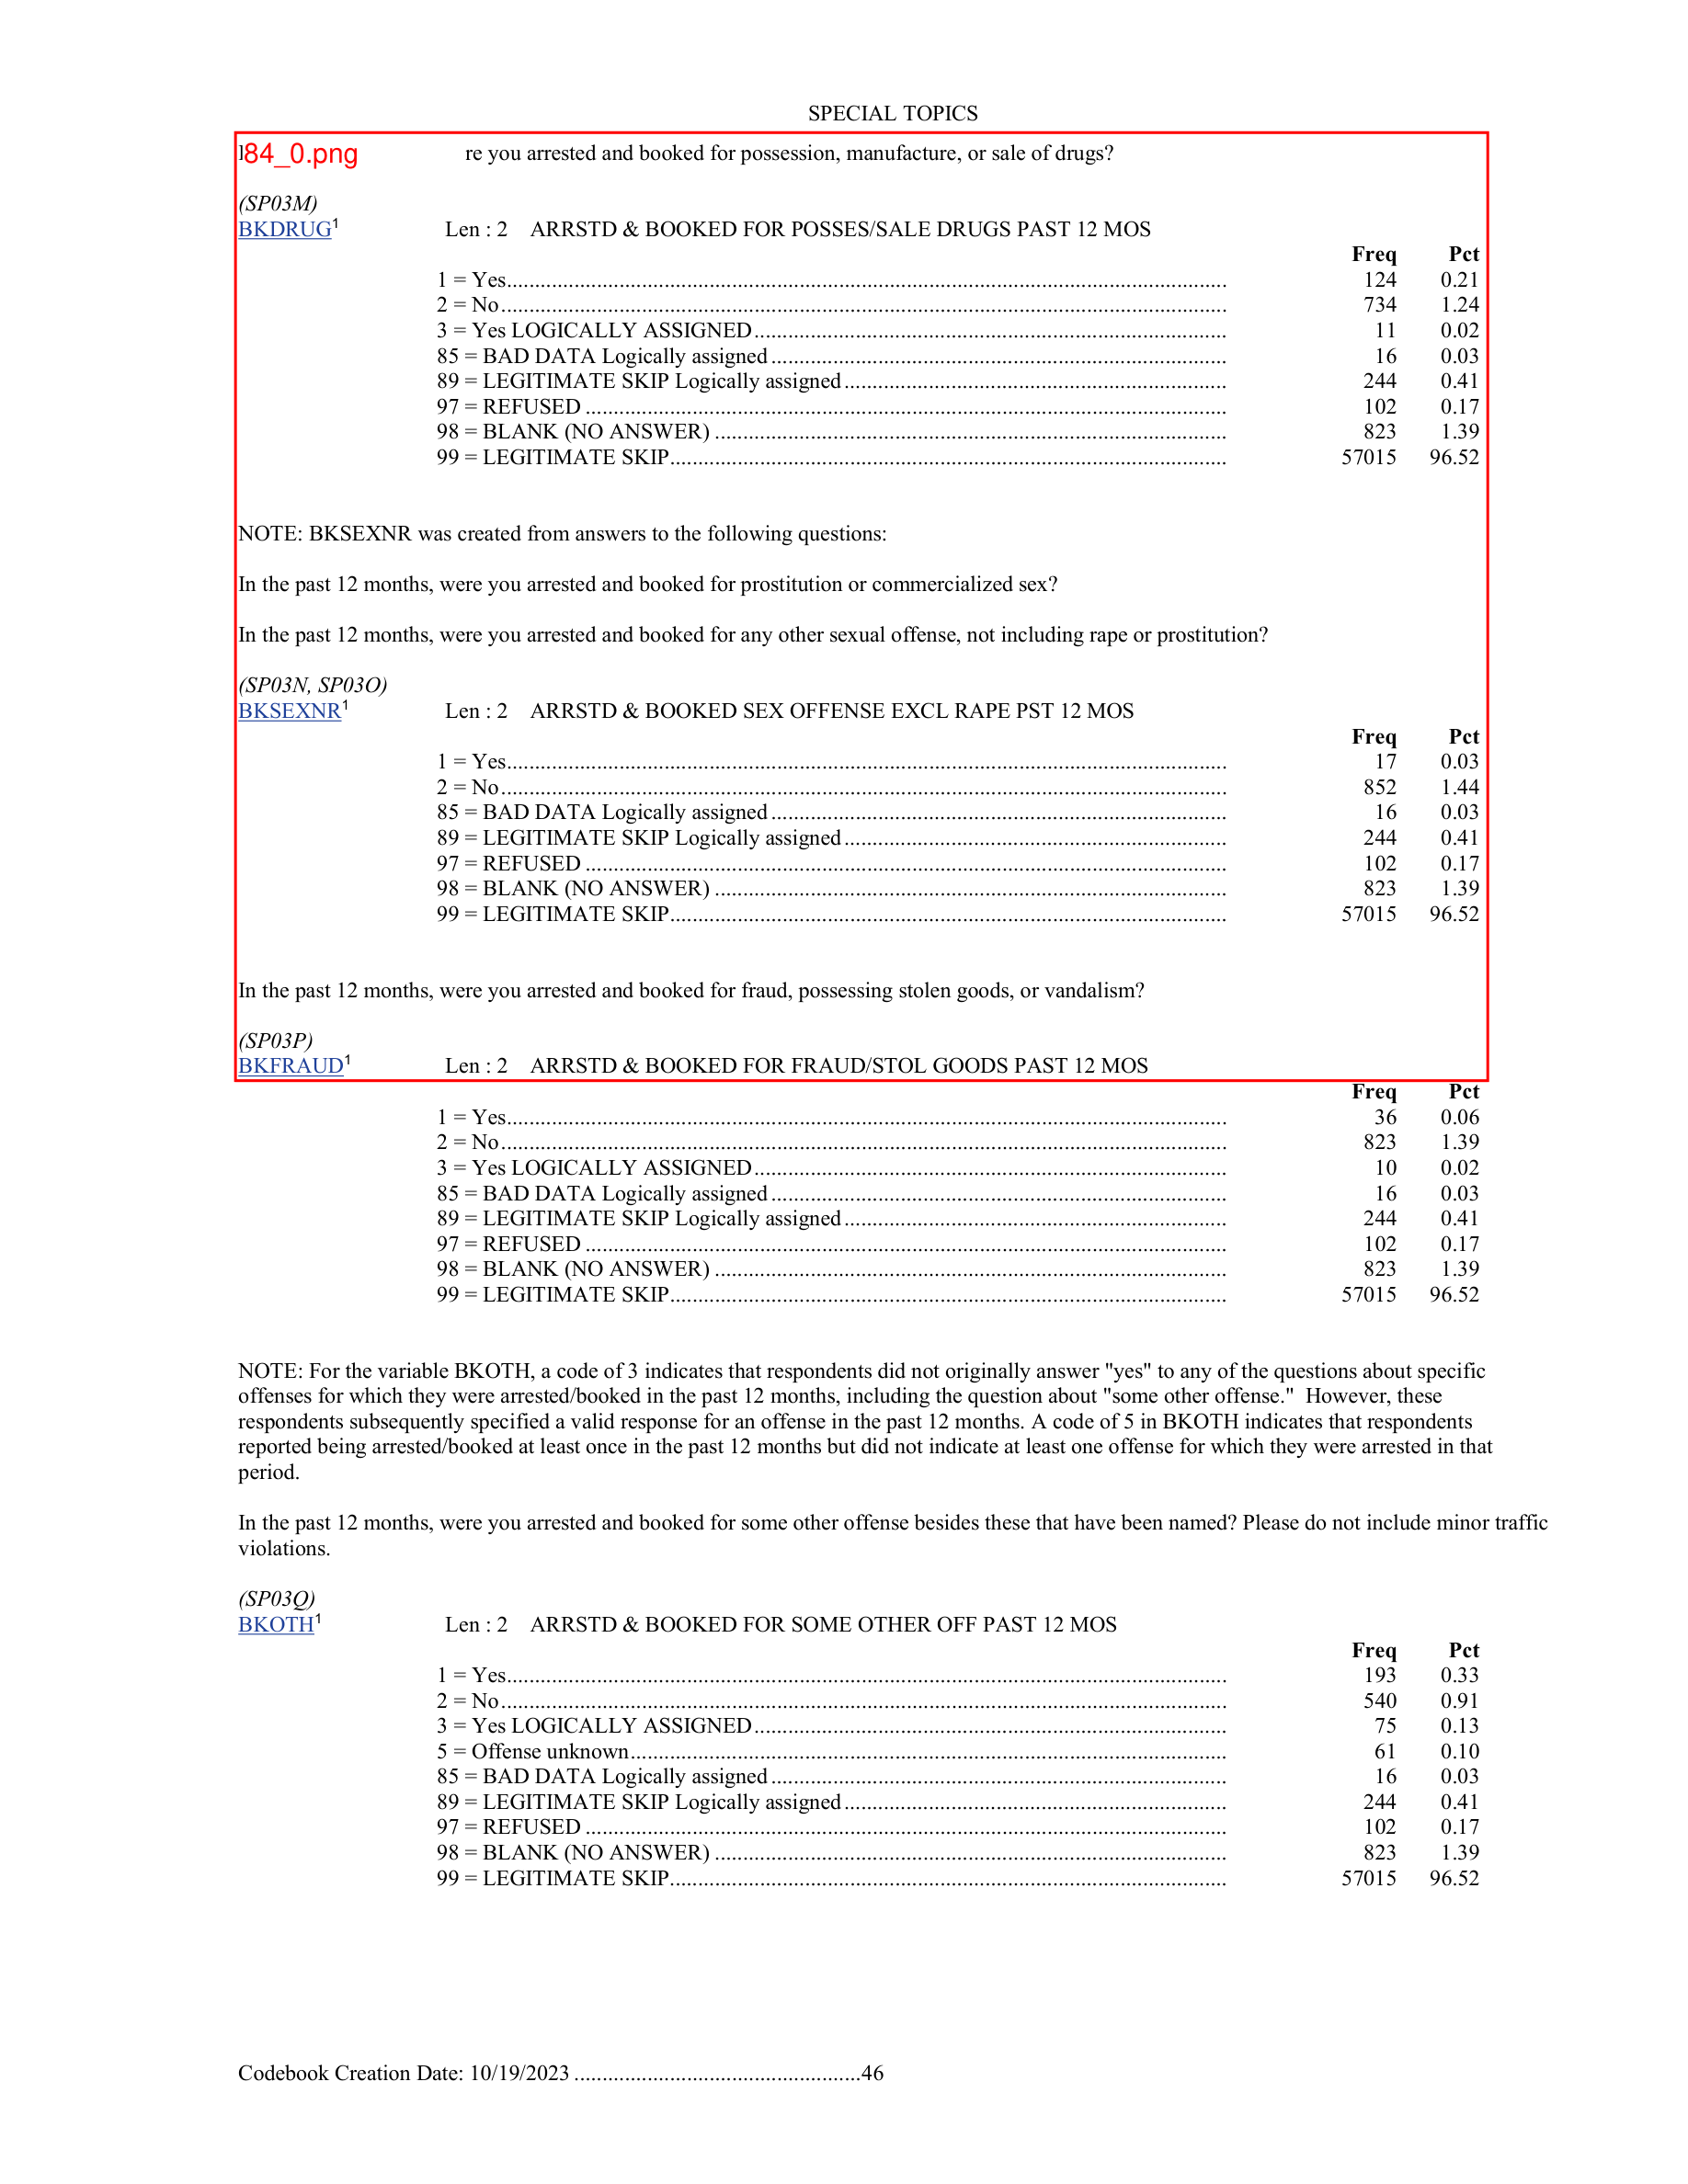 SPECIAL TOPICS
84_0.png re you arrested and booked for possession, manufacture, or sale of drugs?
(SP03M)
BKDRUG1 Len : 2 ARRSTD & BOOKED FOR POSSES/SALE DRUGS PAST 12 MOS
Freq Pct
1 = Yes................................................................................................................................ 124 0.21
2 = No................................................................................................................................. 734 1.24
3 = Yes LOGICALLY ASSIGNED.................................................................................... 11 0.02
85 = BAD DATA Logically assigned................................................................................. 16 0.03
89 = LEGITIMATE SKIP Logically assigned.................................................................... 244 0.41
97 = REFUSED.................................................................................................................. 102 0.17
98 = BLANK (NO ANSWER)........................................................................................... 823 1.39
99 = LEGITIMATE SKIP................................................................................................... 57015 96.52
NOTE: BKSEXNR was created from answers to the following questions:
In the past 12 months, were you arrested and booked for prostitution or commercialized sex?
In the past 12 months, were you arrested and booked for any other sexual offense, not including rape or prostitution?
(SP03N, SP03O)
BKSEXNR1 Len : 2 ARRSTD & BOOKED SEX OFFENSE EXCL RAPE PST 12 MOS
Freq Pct
1 = Yes................................................................................................................................ 17 0.03
2 = No................................................................................................................................. 852 1.44
85 = BAD DATA Logically assigned................................................................................. 16 0.03
89 = LEGITIMATE SKIP Logically assigned.................................................................... 244 0.41
97 = REFUSED.................................................................................................................. 102 0.17
98 = BLANK (NO ANSWER)........................................................................................... 823 1.39
99 = LEGITIMATE SKIP................................................................................................... 57015 96.52
In the past 12 months, were you arrested and booked for fraud, possessing stolen goods, or vandalism?
(SP03P)
BKFRAUD1 Len : 2 ARRSTD & BOOKED FOR FRAUD/STOL GOODS PAST 12 MOS
Freq Pct
1 = Yes................................................................................................................................ 36 0.06
2 = No................................................................................................................................. 823 1.39
3 = Yes LOGICALLY ASSIGNED.................................................................................... 10 0.02
85 = BAD DATA Logically assigned................................................................................. 16 0.03
89 = LEGITIMATE SKIP Logically assigned.................................................................... 244 0.41
97 = REFUSED.................................................................................................................. 102 0.17
98 = BLANK (NO ANSWER)........................................................................................... 823 1.39
99 = LEGITIMATE SKIP................................................................................................... 57015 96.52
NOTE: For the variable BKOTH, a code of 3 indicates that respondents did not originally answer "yes" to any of the questions about specific
offenses for which they were arrested/booked in the past 12 months, including the question about "some other offense." However, these
respondents subsequently specified a valid response for an offense in the past 12 months. A code of 5 in BKOTH indicates that respondents
reported being arrested/booked at least once in the past 12 months but did not indicate at least one offense for which they were arrested in that
period.
In the past 12 months, were you arrested and booked for some other offense besides these that have been named? Please do not include minor traffic
violations.
(SP03Q)
BKOTH1 Len : 2 ARRSTD & BOOKED FOR SOME OTHER OFF PAST 12 MOS
Freq Pct
1 = Yes................................................................................................................................ 193 0.33
2 = No................................................................................................................................. 540 0.91
3 = Yes LOGICALLY ASSIGNED.................................................................................... 75 0.13
5 = Offense unknown.......................................................................................................... 61 0.10
85 = BAD DATA Logically assigned................................................................................. 16 0.03
89 = LEGITIMATE SKIP Logically assigned.................................................................... 244 0.41
97 = REFUSED.................................................................................................................. 102 0.17
98 = BLANK (NO ANSWER)........................................................................................... 823 1.39
99 = LEGITIMATE SKIP................................................................................................... 57015 96.52
Codebook Creation Date: 10/19/2023 ...................................................46